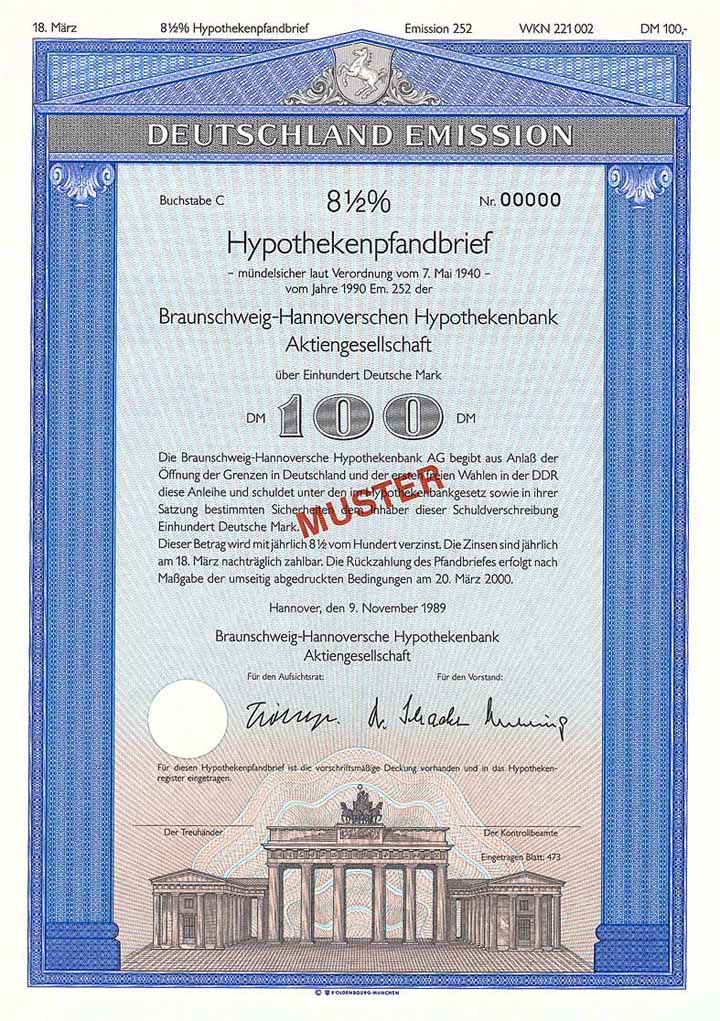 18. März 8½% Hypothekenpfandbrief Emission 252 WKN 221 002 DM 100,-
DEUTSCHLAND EMISSION
Buchstabe C 8½% Nr. 00000
Hypothekenpfandbrief
– mündelsicher laut Verordnung vom 7. Mai 1940 –
vom Jahre 1990 Em. 252 der
Braunschweig-Hannoverschen Hypothekenbank
Aktiengesellschaft
über Einhundert Deutsche Mark
DM 100 DM
Die Braunschweig-Hannoversche Hypothekenbank AG begibt aus Anlaß der
Öffnung der Grenzen in Deutschland und der ersten freien Wahlen in der DDR
diese Anleihe und schuldet unter den im Hypothekenbankgesetz sowie in ihrer
Satzung bestimmten Sicherheiten dem Inhaber dieser Schuldverschreibung
Einhundert Deutsche Mark.
MUSTER
Dieser Betrag wird mit jährlich 8½ vom Hundert verzinst. Die Zinsen sind jährlich
am 18. März nachträglich zahlbar. Die Rückzahlung des Pfandbriefes erfolgt nach
Maßgabe der umseitig abgedruckten Bedingungen am 20. März 2000.
Hannover, den 9. November 1989
Braunschweig-Hannoversche Hypothekenbank
Aktiengesellschaft
Für den Aufsichtsrat: Für den Vorstand:
Für diesen Hypothekenpfandbrief ist die vorschriftsmäßige Deckung vorhanden und in das Hypotheken-
register eingetragen.
Der Treuhänder Der Kontrollbeamte
Eingetragen Blatt: 473
© R. OLDENBOURG · MÜNCHEN